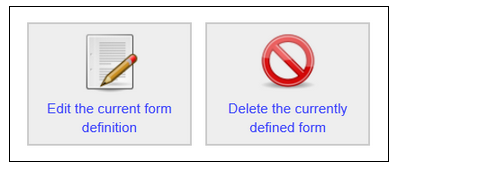 Edit the current form
definition
Delete the currently
defined form